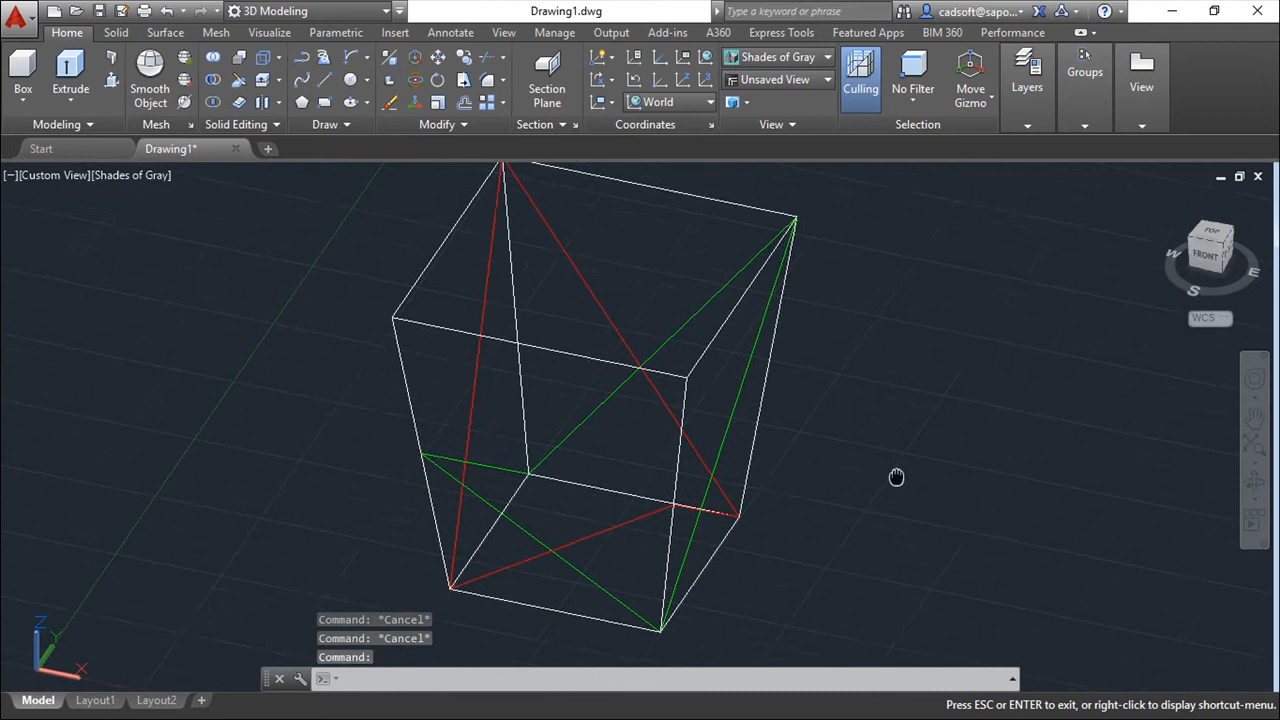 3D Modeling
Drawing1.dwg
Type a keyword or phrase
cadsoft@sapo...
Home Solid Surface Mesh Visualize Parametric Insert Annotate View Manage Output Add-ins A360 Express Tools Featured Apps BIM 360 Performance
Shades of Gray
Unsaved View
World
Box Extrude Smooth Object Section Plane Culling No Filter Move Gizmo Layers Groups View
Modeling Mesh Solid Editing Draw Modify Section Coordinates View Selection
Start Drawing1*
[−][Custom View][Shades of Gray]
TOP
FRONT
W E
S
WCS
Command: *Cancel*
Command: *Cancel*
Command:
Z
Y
X
Model Layout1 Layout2
Press ESC or ENTER to exit, or right-click to display shortcut-menu.